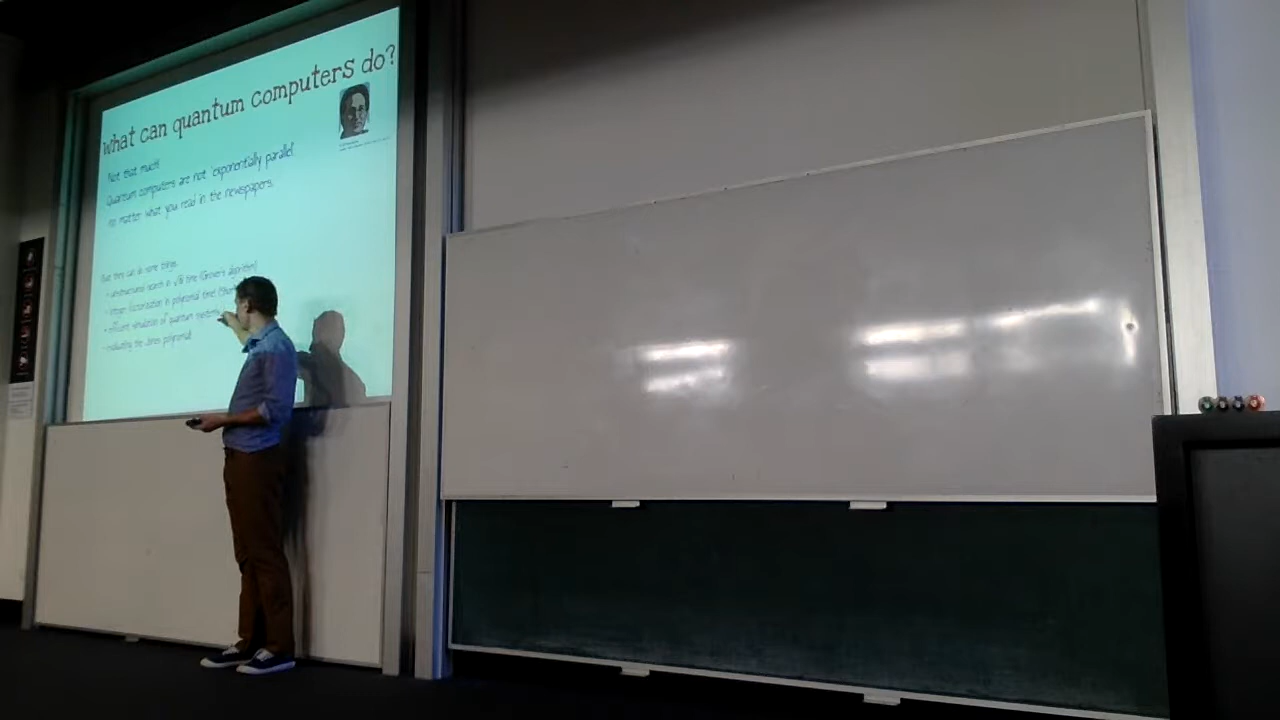 what can quantum computers do?
Not that much!
Quantum computers are not 'exponentially parallel',
no matter what you read in the newspapers.
But they can do some things:
• unstructured search in √N time (Grover's algorithm)
• integer factorization in polynomial time! (Shor
• efficient simulation of quantum systems
• evaluating the Jones polynomial